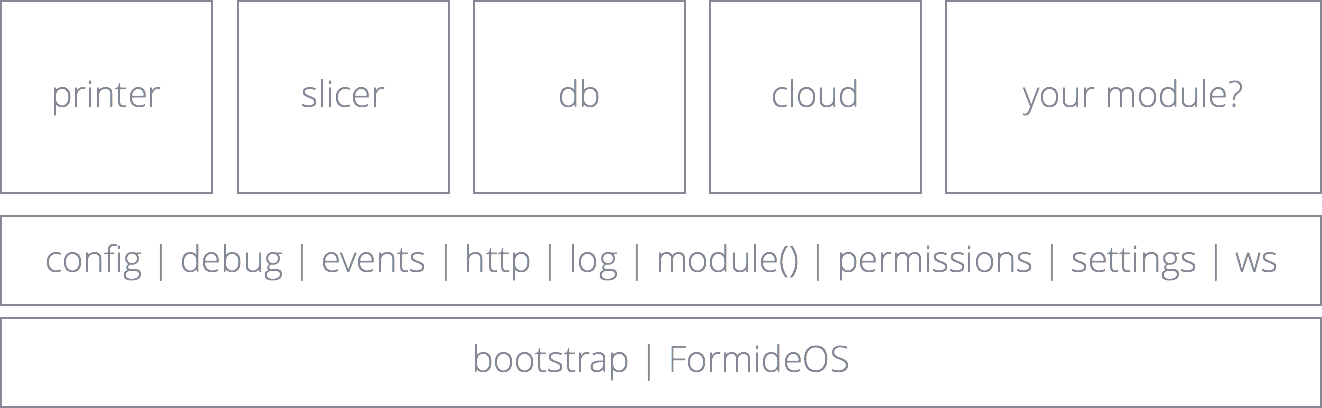 printer
slicer
db
cloud
your module?
config | debug | events | http | log | module() | permissions | settings | ws
bootstrap | FormideOS